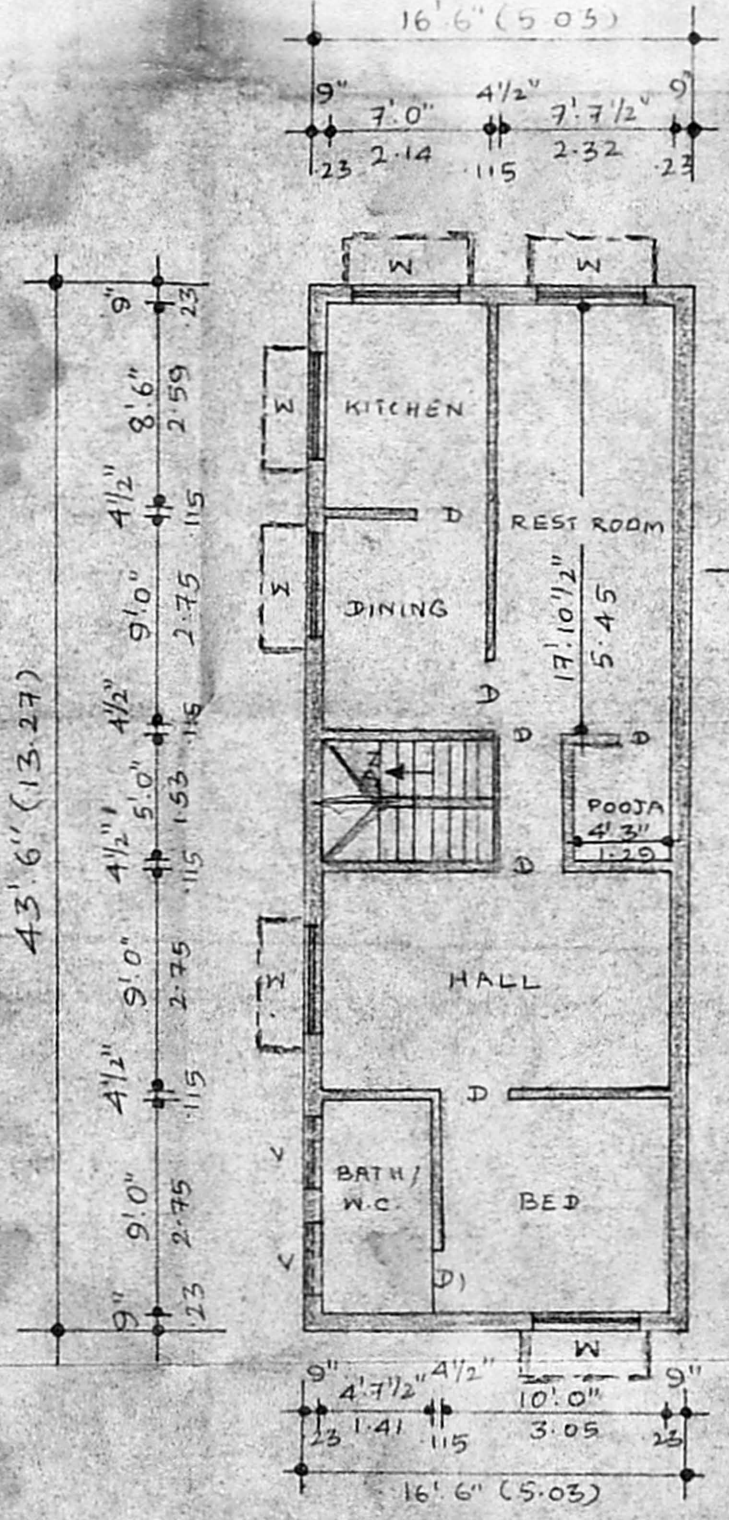 16'.6" (5.03)
9" 7'.0" 4½" 7'.7½" 9"
.23 2.14 .115 2.32 .23
W W
9" .23
W KITCHEN
8'.6" 2.59
4½" .115
D
REST ROOM
W DINING
9'.0" 2.75
17'.10½" 5.45
D
4½" .115
D D
DN
5'.0" 1.53
POOJA
4'.3"
1.29
4½" .115
D
43'.6" (13.27)
W HALL
9'.0" 2.75
4½" .115
D
V BATH/
W.C. BED
9'.0" 2.75
V D1
9" .23
W
9" 4'.7½" 4½" 10'.0" 9"
.23 1.41 .115 3.05 .23
16'.6" (5.03)